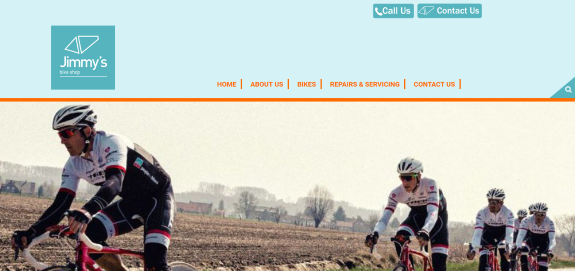 Call Us Contact Us
Jimmy's
bike shop
HOME ABOUT US BIKES REPAIRS & SERVICING CONTACT US